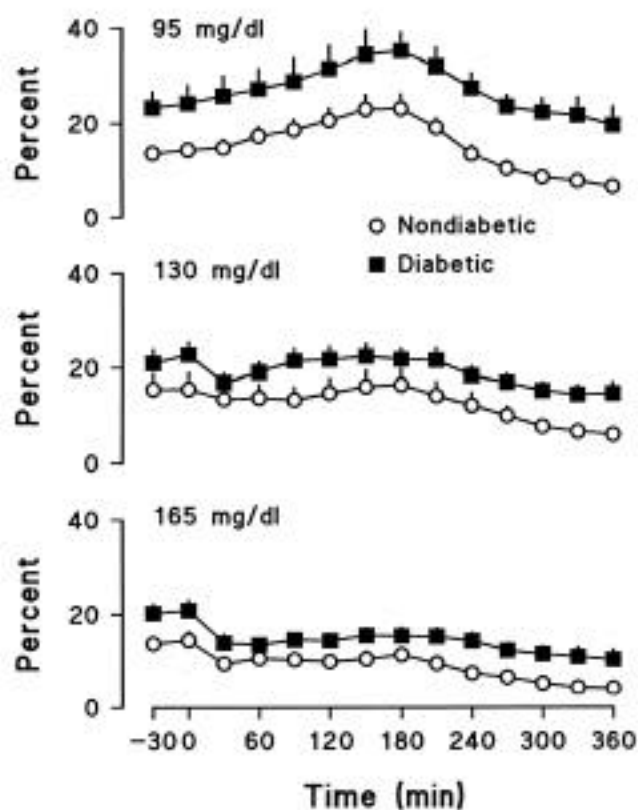 40
95 mg/dl
20
Percent
0
Nondiabetic
Diabetic
40
130 mg/dl
20
Percent
0
40
165 mg/dl
20
Percent
0
-30 0 60 120 180 240 300 360
Time (min)